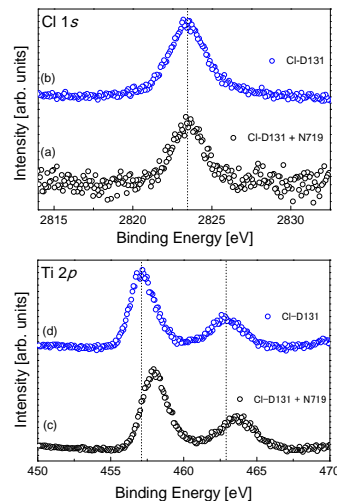 Cl 1s
(b)
Cl-D131
(a)
Cl-D131 + N719
Intensity [arb. units]
2815 2820 2825 2830
Binding Energy [eV]
Ti 2p
(d)
Cl-D131
(c)
Cl-D131 + N719
Intensity [arb. units]
450 455 460 465 470
Binding Energy [eV]